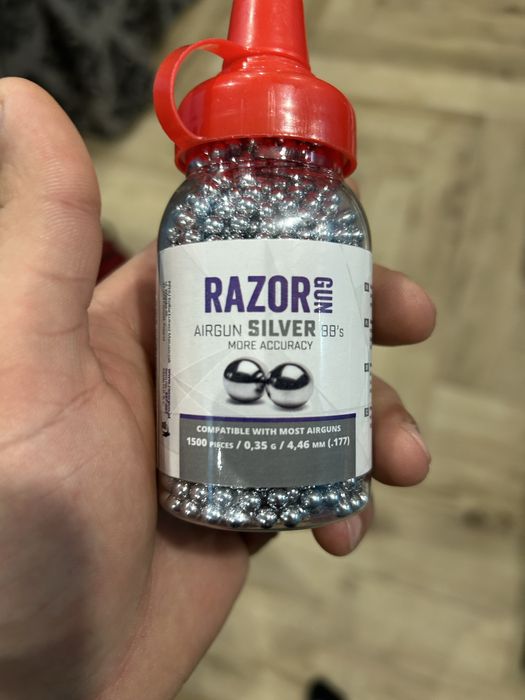 RAZOR GUN
AIRGUN SILVER BB's
MORE ACCURACY
COMPATIBLE WITH MOST AIRGUNS
1500 PIECES / 0,35 G / 4,46 MM (.177)